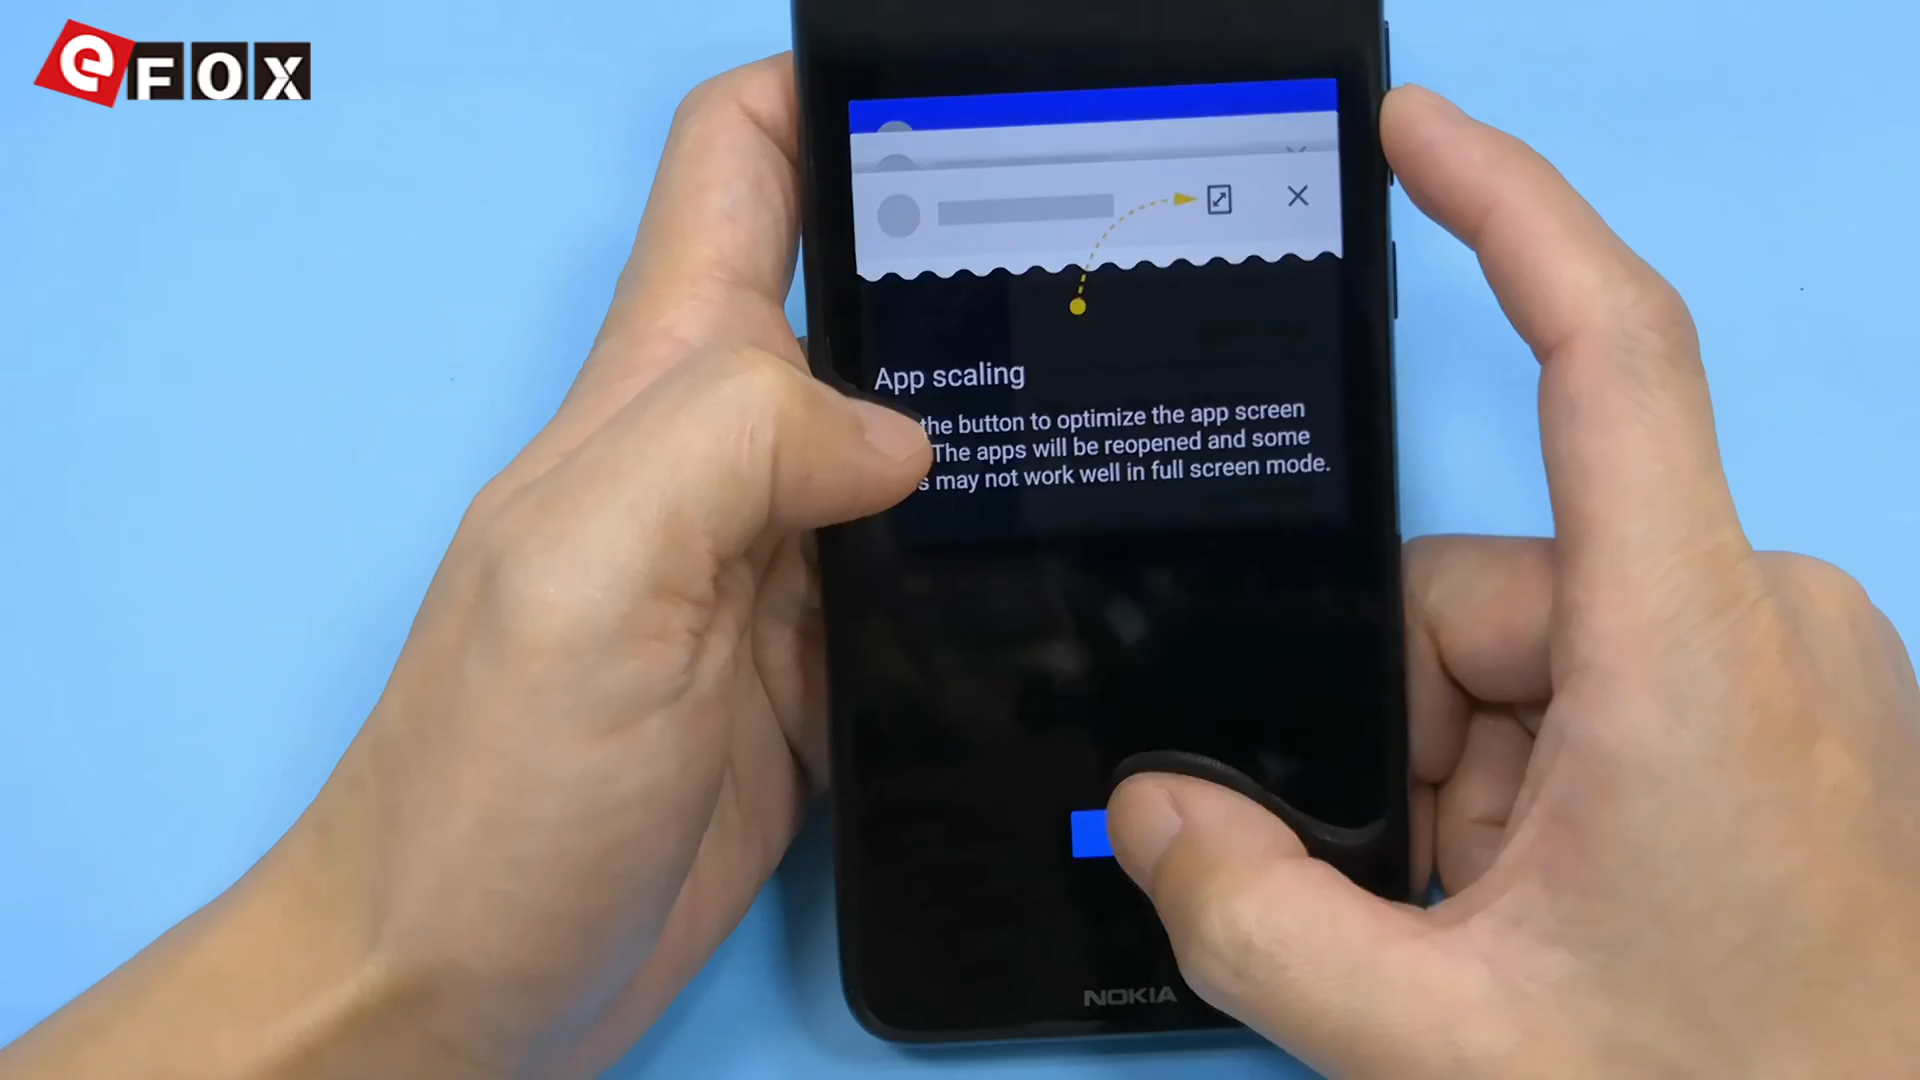 eFOX
App scaling
the button to optimize the app screen
The apps will be reopened and some
may not work well in full screen mode.
NOKIA